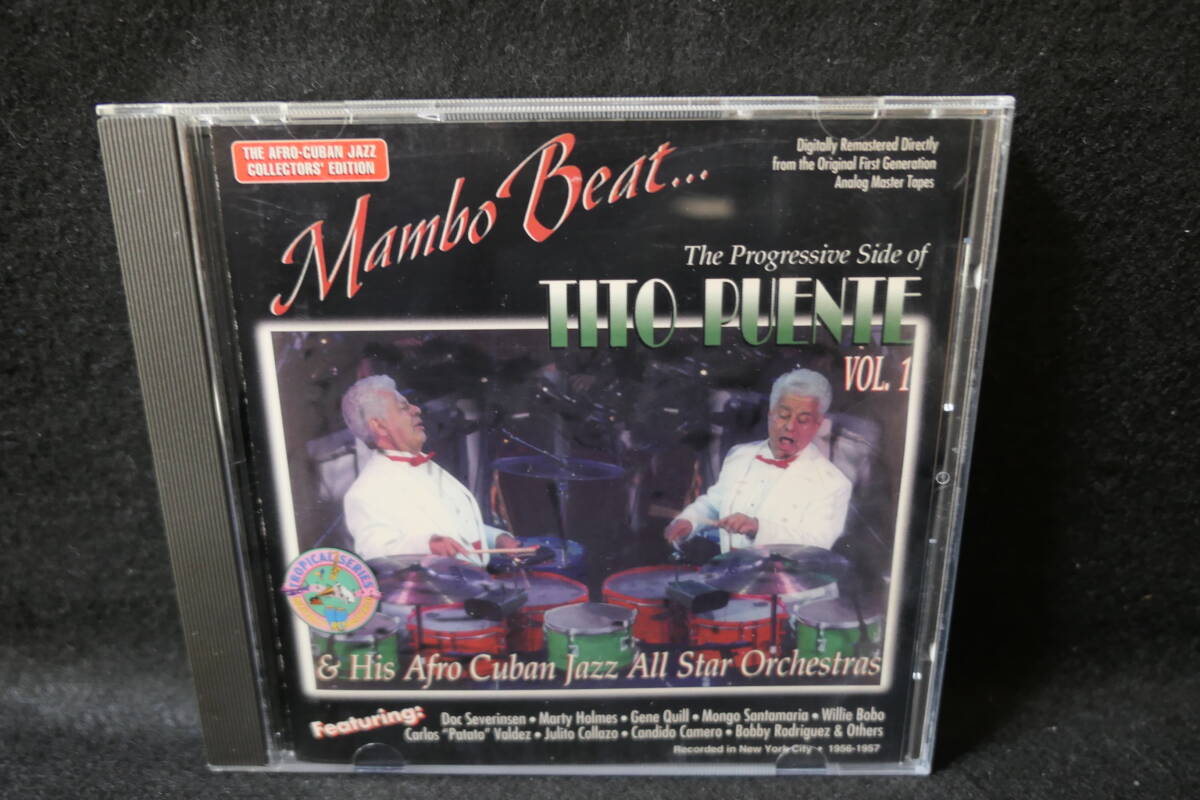 THE AFRO-CUBAN JAZZ
COLLECTORS' EDITION
Digitally Remastered Directly
from the Original First Generation
Analog Master Tapes
Mambo Beat...
The Progressive Side of
TITO PUENTE
VOL. 1
TROPICAL SERIES
& His Afro Cuban Jazz All Star Orchestras
Featuring:
Doc Severinsen • Marty Holmes • Gene Quill • Mongo Santamaria • Willie Bobo
Carlos "Patato" Valdez • Julito Collazo • Candido Camero • Bobby Rodriguez & Others
Recorded in New York City • 1956-1957